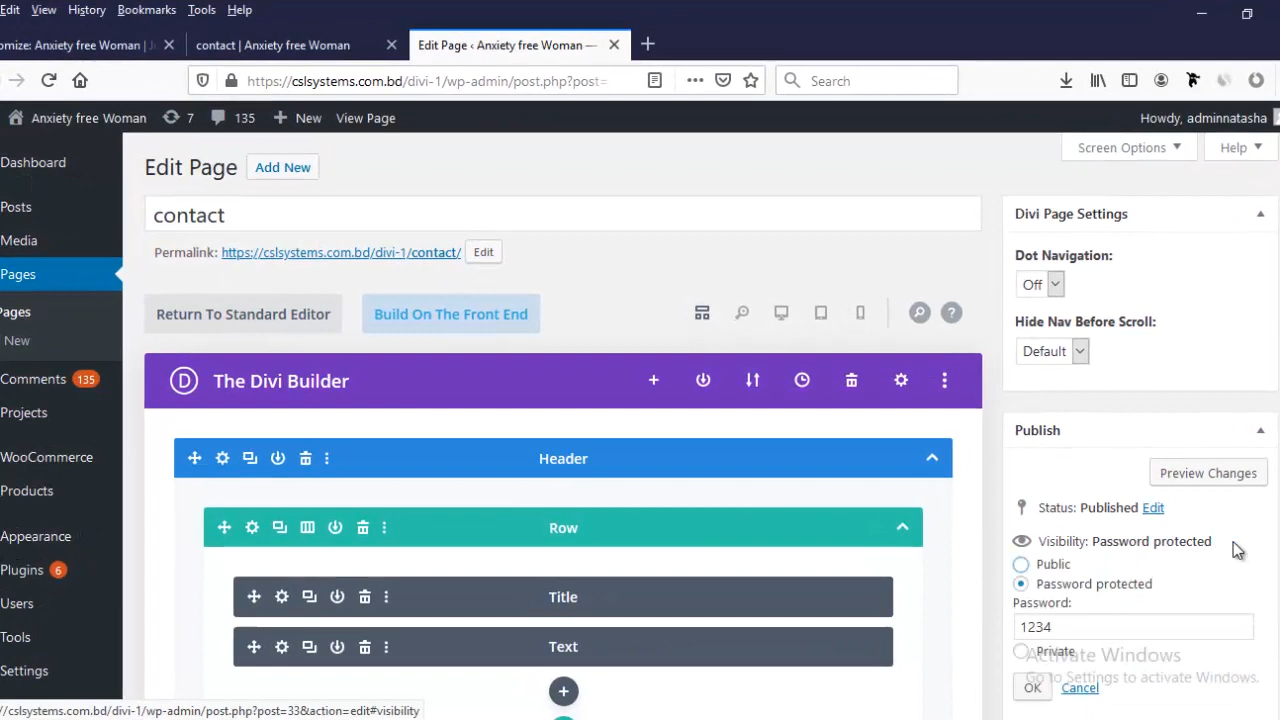 Edit View History Bookmarks Tools Help
omize: Anxiety free Woman | J
contact | Anxiety free Woman
Edit Page ‹ Anxiety free Woman —
https://cslsystems.com.bd/divi-1/wp-admin/post.php?post=
Search
Anxiety free Woman 7 135 New View Page
Howdy, adminnatasha
Dashboard
Posts
Media
Pages
Pages
New
Comments 135
Projects
WooCommerce
Products
Appearance
Plugins 6
Users
Tools
Settings
Screen Options
Help
Edit Page Add New
contact
Permalink: https://cslsystems.com.bd/divi-1/contact/ Edit
Return To Standard Editor
Build On The Front End
?
D The Divi Builder
Header
Row
Title
Text
Divi Page Settings
Dot Navigation:
Off
Hide Nav Before Scroll:
Default
Publish
Preview Changes
Status: Published Edit
Visibility: Password protected
Public
Password protected
Password:
1234
Private
Activate Windows
Go to Settings to activate Windows.
OK Cancel
//cslsystems.com.bd/divi-1/wp-admin/post.php?post=33&action=edit#visibility